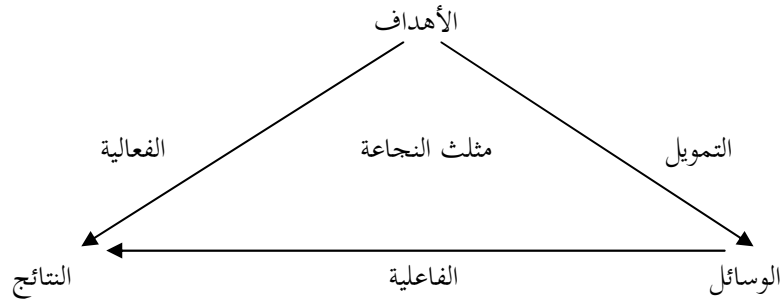 الأهداف
التمويل
مثلث النجاعة
الفعالية
الوسائل
الفاعلية
النتائج